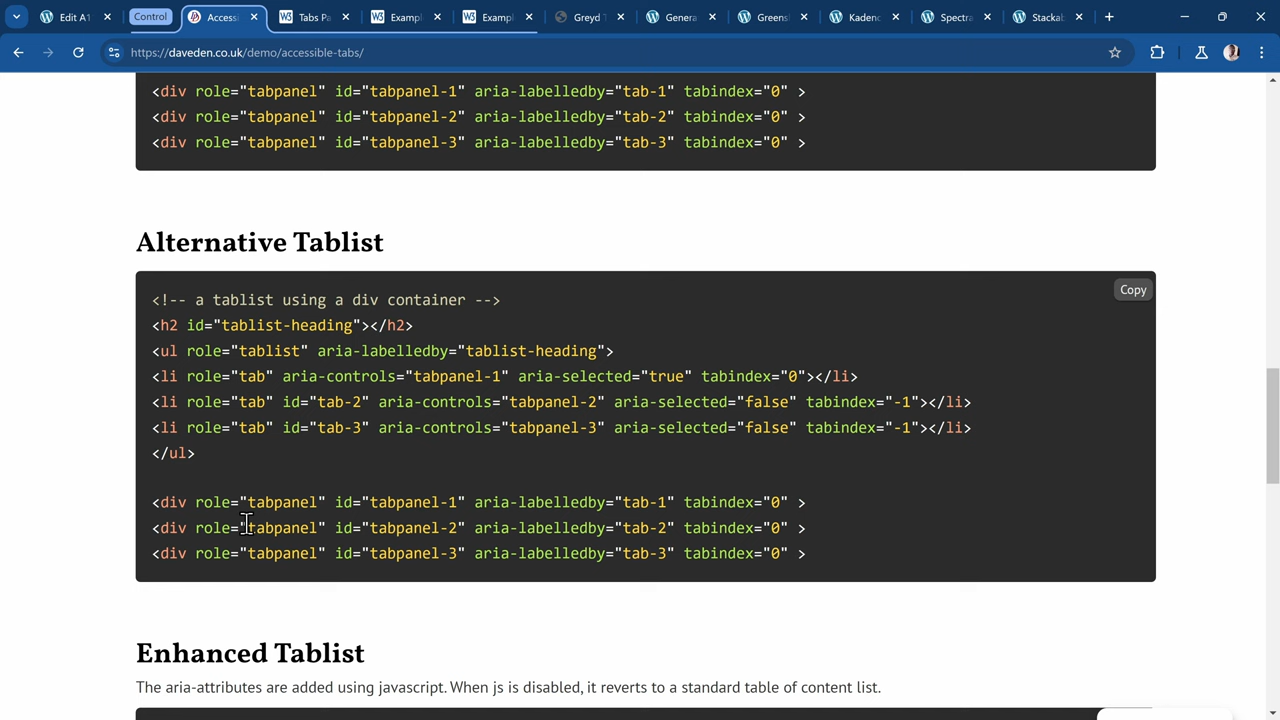 Edit A1
Control
Access
Tabs Pa
Example
Exampl
Greyd T
Genera
Greens
Kadenc
Spectra
Stackab
https://daveden.co.uk/demo/accessible-tabs/
<div role="tabpanel" id="tabpanel-1" aria-labelledby="tab-1" tabindex="0" >
<div role="tabpanel" id="tabpanel-2" aria-labelledby="tab-2" tabindex="0" >
<div role="tabpanel" id="tabpanel-3" aria-labelledby="tab-3" tabindex="0" >
Alternative Tablist
Copy
<!-- a tablist using a div container -->
<h2 id="tablist-heading"></h2>
<ul role="tablist" aria-labelledby="tablist-heading">
<li role="tab" aria-controls="tabpanel-1" aria-selected="true" tabindex="0"></li>
<li role="tab" id="tab-2" aria-controls="tabpanel-2" aria-selected="false" tabindex="-1"></li>
<li role="tab" id="tab-3" aria-controls="tabpanel-3" aria-selected="false" tabindex="-1"></li>
</ul>
<div role="tabpanel" id="tabpanel-1" aria-labelledby="tab-1" tabindex="0" >
<div role="tabpanel" id="tabpanel-2" aria-labelledby="tab-2" tabindex="0" >
<div role="tabpanel" id="tabpanel-3" aria-labelledby="tab-3" tabindex="0" >
Enhanced Tablist
The aria-attributes are added using javascript. When js is disabled, it reverts to a standard table of content list.